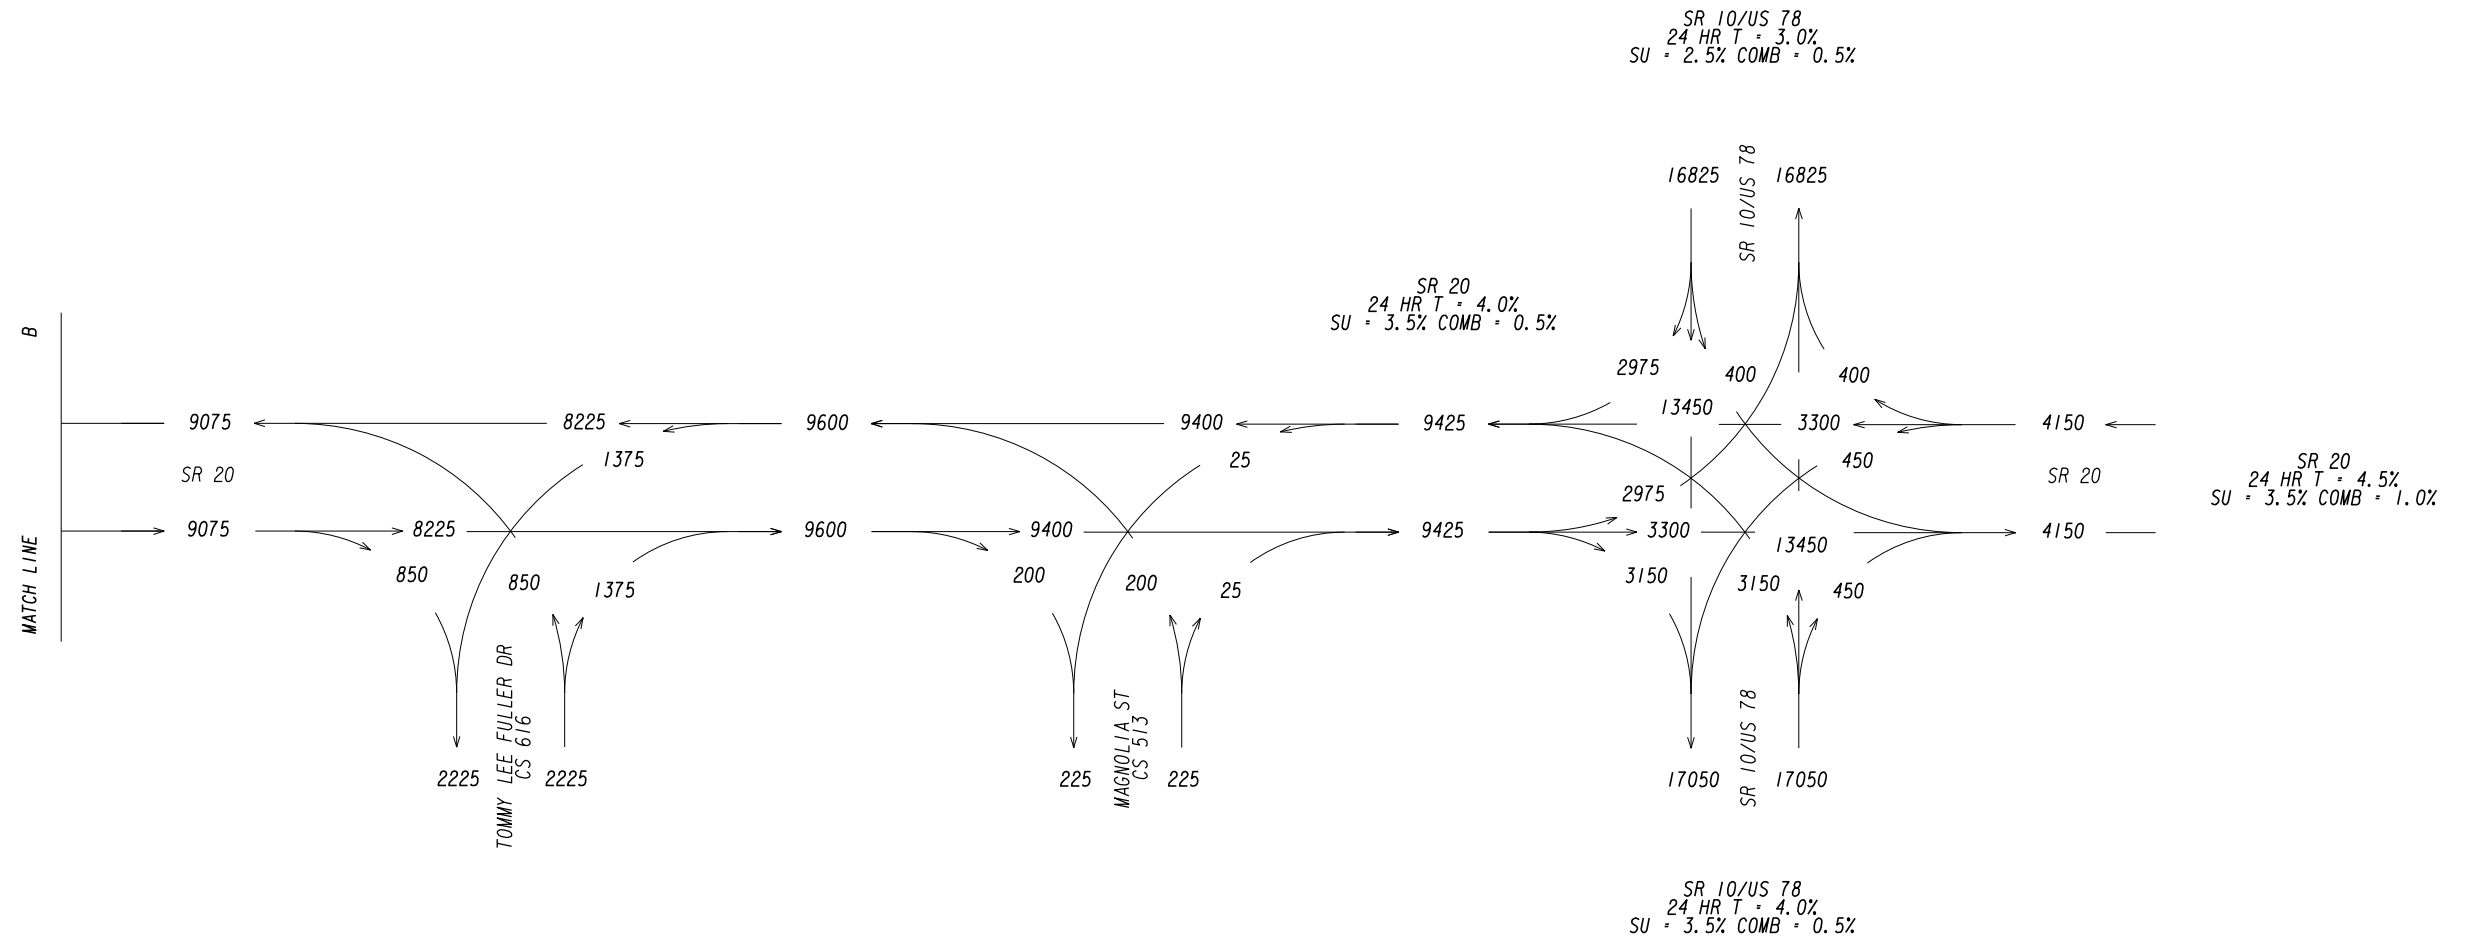 SR 10/US 78
24 HR T = 3.0%
SU = 2.5% COMB = 0.5%
16825
SR 10/US 78
16825
SR 20
24 HR T = 4.0%
SU = 3.5% COMB = 0.5%
B
2975
400
400
13450
9075
8225
9600
9400
9425
3300
4150
1375
25
450
SR 20
SR 20
SR 20
24 HR T = 4.5%
SU = 3.5% COMB = 1.0%
2975
9075
8225
9600
9400
9425
3300
13450
4150
MATCH LINE
850
850
1375
200
200
25
3150
3150
450
TOMMY LEE FULLER DR
CS 616
MAGNOLIA ST
CS 513
SR 10/US 78
2225
2225
225
225
17050
17050
SR 10/US 78
24 HR T = 4.0%
SU = 3.5% COMB = 0.5%